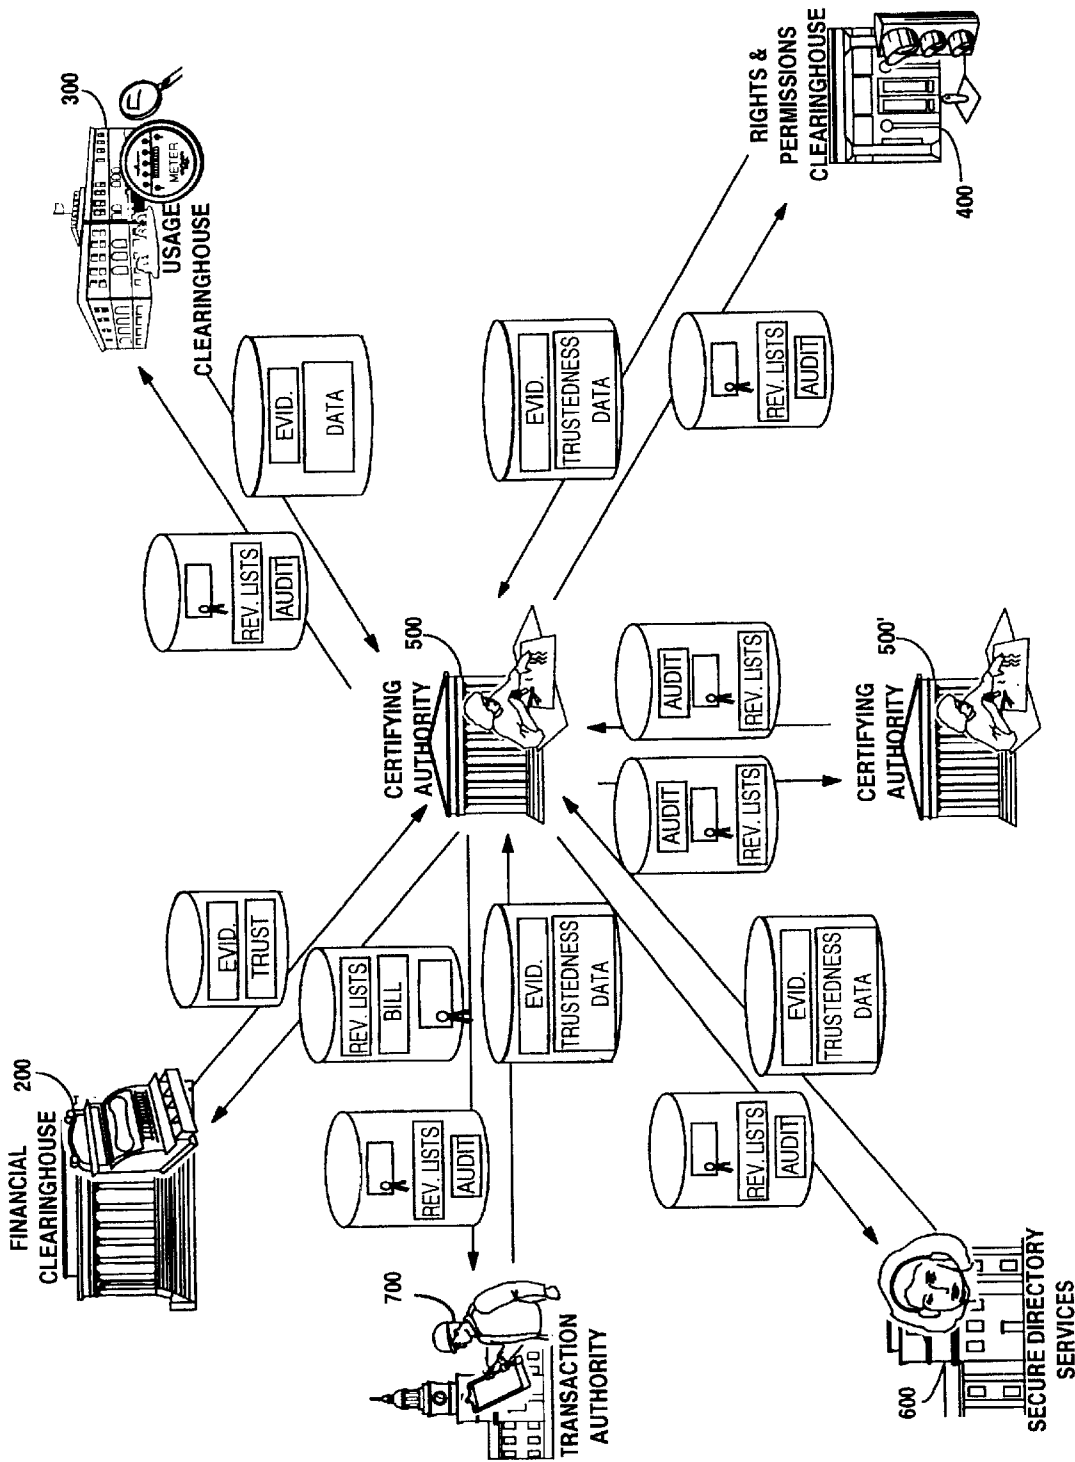 FINANCIAL
CLEARINGHOUSE
200
EVID.
TRUST
REV. LISTS
BILL
REV. LISTS
AUDIT
EVID.
DATA
USAGE
CLEARINGHOUSE
METER
300
700
TRANSACTION
AUTHORITY
REV. LISTS
AUDIT
EVID.
TRUSTEDNESS
DATA
CERTIFYING
AUTHORITY
500
EVID.
TRUSTEDNESS
DATA
REV. LISTS
AUDIT
RIGHTS &
PERMISSIONS
CLEARINGHOUSE
400
AUDIT
REV. LISTS
AUDIT
REV. LISTS
CERTIFYING
AUTHORITY
500'
REV. LISTS
AUDIT
EVID.
TRUSTEDNESS
DATA
600
SECURE DIRECTORY
SERVICES